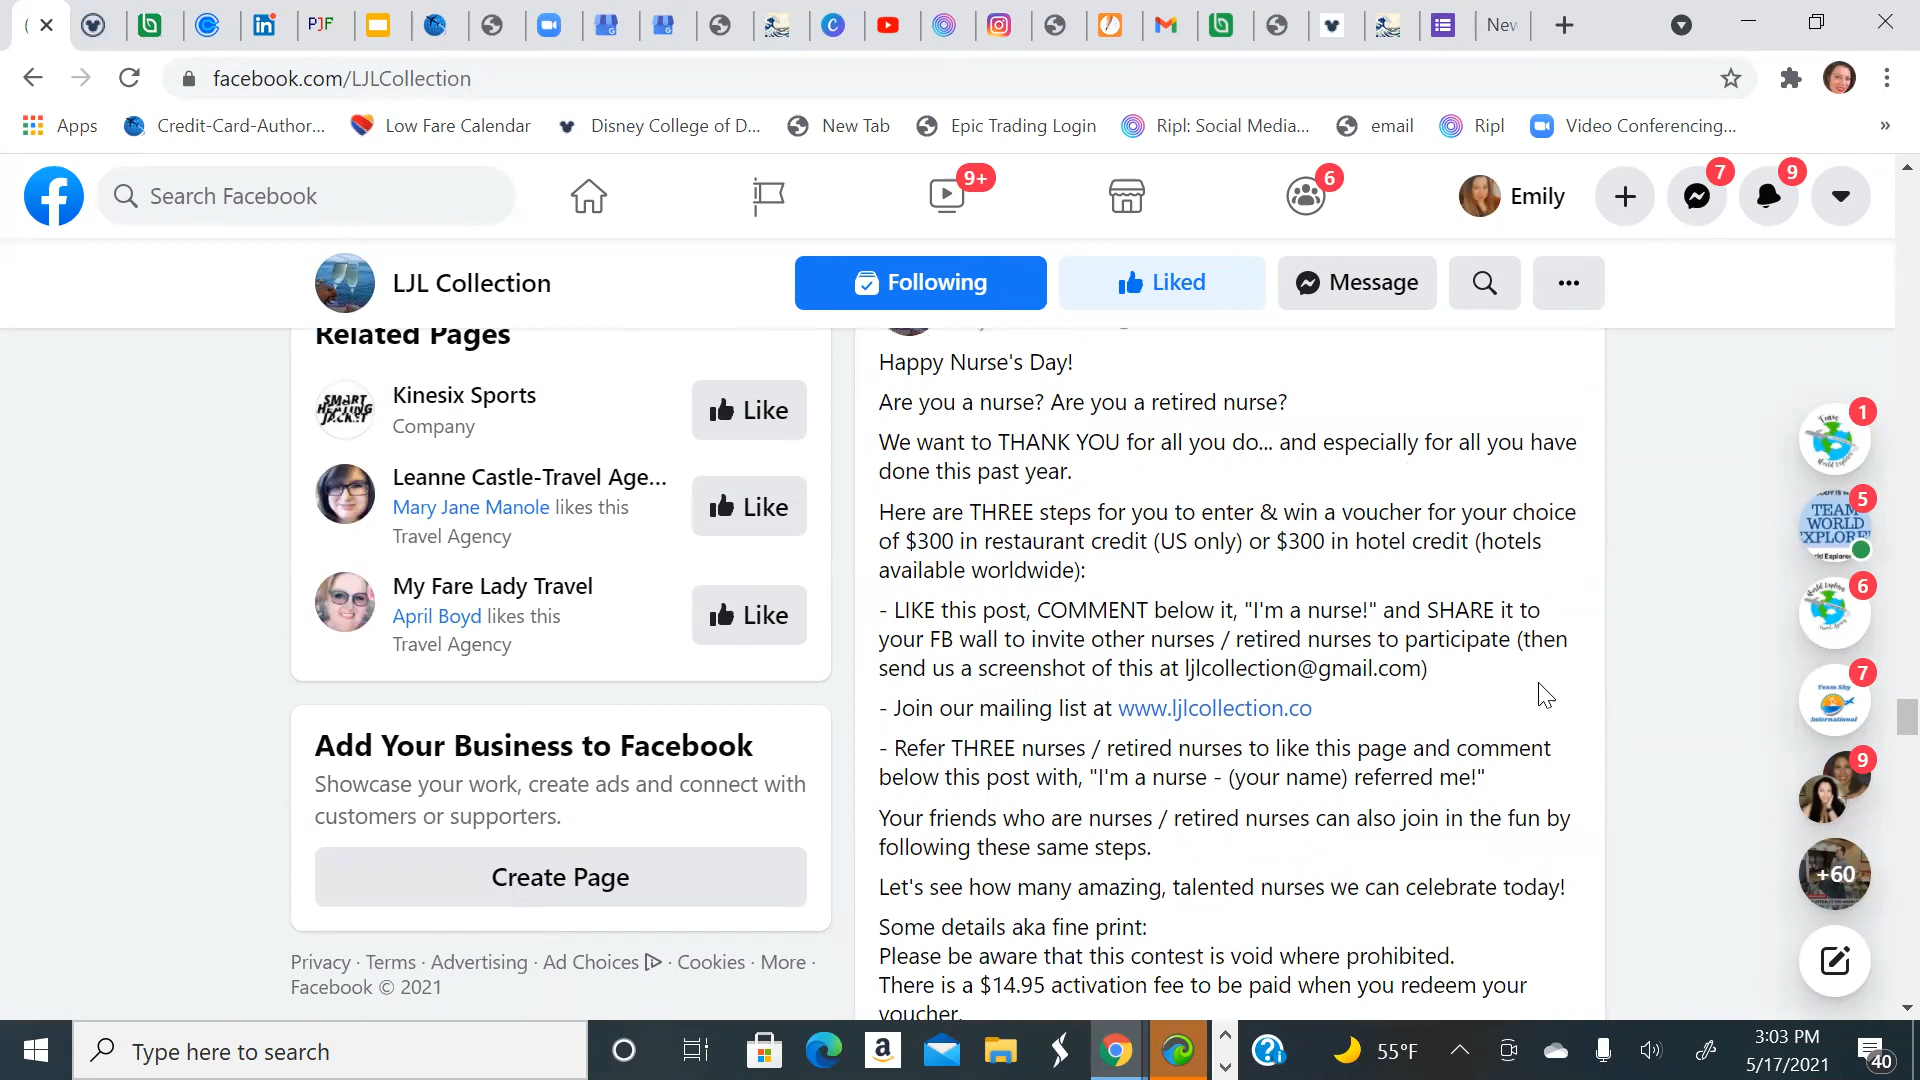 PJF
New
facebook.com/LJLCollection
Apps
Credit-Card-Author...
Low Fare Calendar
Disney College of D...
New Tab
Epic Trading Login
Ripl: Social Media...
email
Ripl
Video Conferencing...
»
Search Facebook
9+
6
Emily
7
9
LJL Collection
Following
Liked
Message
Related Pages
SMART
HEALING
JACKET
Kinesix Sports
Company
Like
Leanne Castle-Travel Age...
Mary Jane Manole likes this
Travel Agency
Like
My Fare Lady Travel
April Boyd likes this
Travel Agency
Like
Add Your Business to Facebook
Showcase your work, create ads and connect with
customers or supporters.
Create Page
Privacy · Terms · Advertising · Ad Choices · Cookies · More ·
Facebook © 2021
Happy Nurse's Day!
Are you a nurse? Are you a retired nurse?
We want to THANK YOU for all you do... and especially for all you have
done this past year.
Here are THREE steps for you to enter & win a voucher for your choice
of $300 in restaurant credit (US only) or $300 in hotel credit (hotels
available worldwide):
- LIKE this post, COMMENT below it, "I'm a nurse!" and SHARE it to
your FB wall to invite other nurses / retired nurses to participate (then
send us a screenshot of this at ljlcollection@gmail.com)
- Join our mailing list at www.ljlcollection.co
- Refer THREE nurses / retired nurses to like this page and comment
below this post with, "I'm a nurse - (your name) referred me!"
Your friends who are nurses / retired nurses can also join in the fun by
following these same steps.
Let's see how many amazing, talented nurses we can celebrate today!
Some details aka fine print:
Please be aware that this contest is void where prohibited.
There is a $14.95 activation fee to be paid when you redeem your
voucher.
1
Team
World Explorers
5
TEAM
WORLD
EXPLORE
6
7
Team Sky
International
9
+60
Type here to search
55°F
3:03 PM
5/17/2021
40